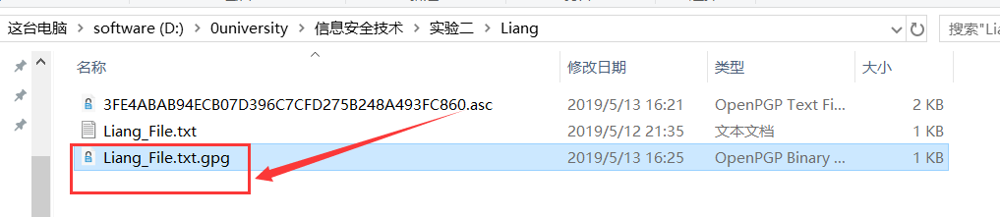 这台电脑 › software (D:) › 0university › 信息安全技术 › 实验二 › Liang 搜索"Lia
名称 修改日期 类型 大小
3FE4ABAB94ECB07D396C7CFD275B248A493FC860.asc 2019/5/13 16:21 OpenPGP Text Fi... 2 KB
Liang_File.txt 2019/5/12 21:35 文本文档 1 KB
Liang_File.txt.gpg 2019/5/13 16:25 OpenPGP Binary ... 1 KB